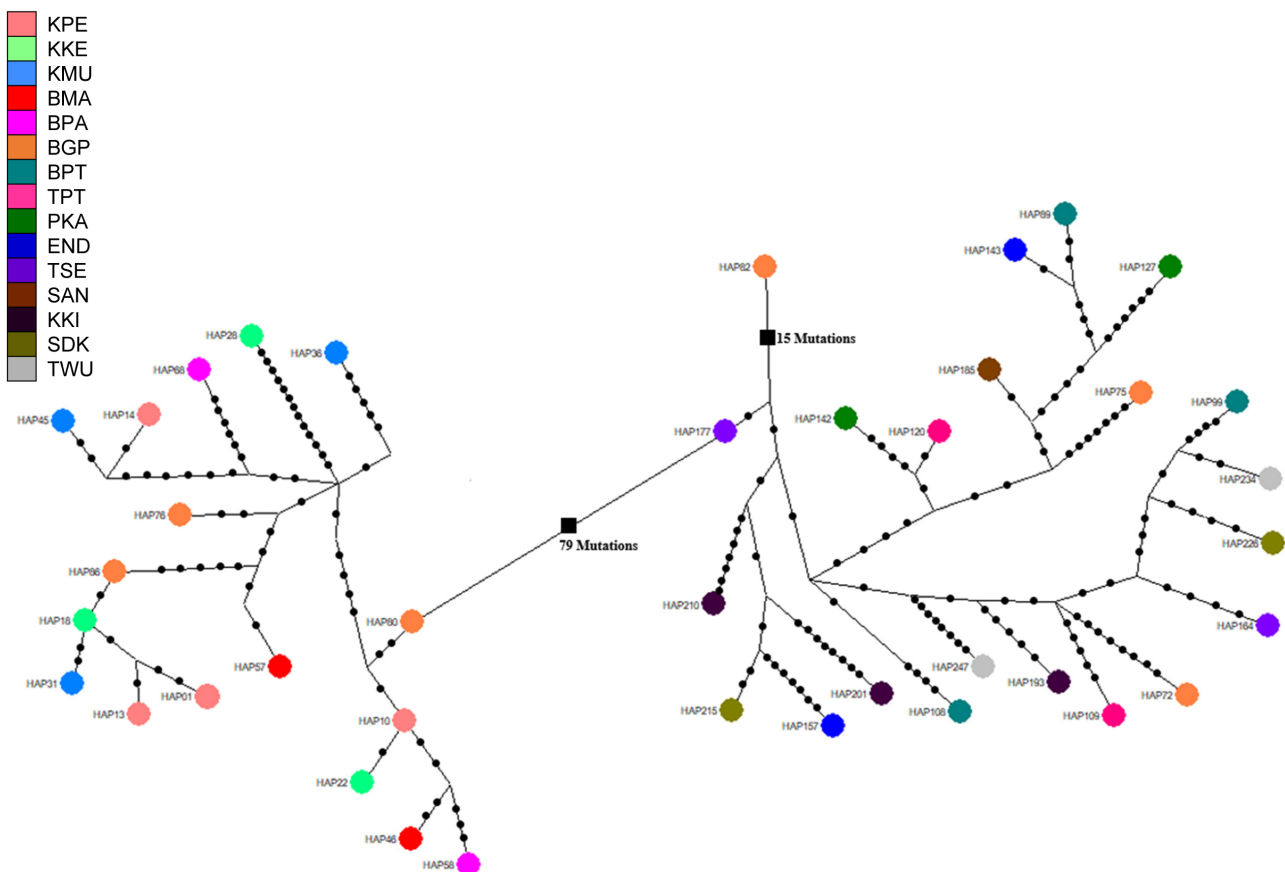 KPE
KKE
KMU
BMA
BPA
BGP
BPT
TPT
PKA
END
TSE
SAN
KKI
SDK
TWU
HAP89
HAP143
HAP82
HAP127
HAP28
15 Mutations
HAP36
HAP68
HAP185
HAP75
HAP99
HAP45
HAP14
HAP177
HAP142
HAP120
HAP234
HAP76
79 Mutations
HAP226
HAP86
HAP210
HAP18
HAP80
HAP164
HAP57
HAP247
HAP31
HAP01
HAP193
HAP201
HAP72
HAP13
HAP10
HAP215
HAP108
HAP109
HAP157
HAP22
HAP46
HAP58